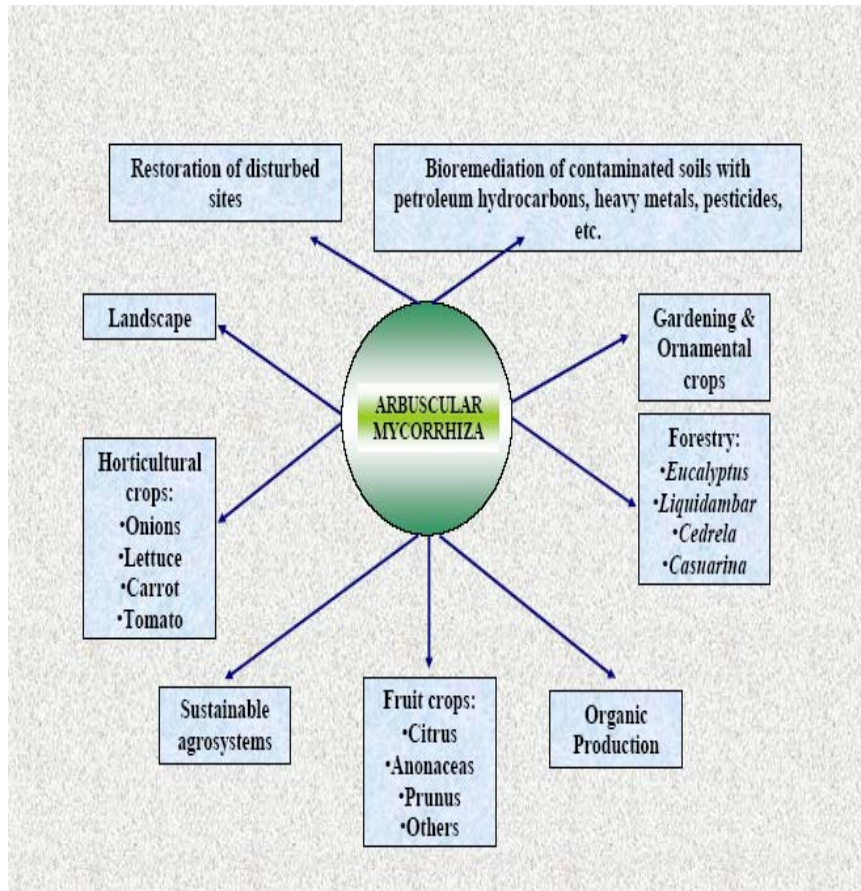 Restoration of disturbed
sites
Bioremediation of contaminated soils with
petroleum hydrocarbons, heavy metals, pesticides,
etc.
Landscape
Gardening &
Ornamental
crops
ARBUSCULAR
MYCORRHIZA
Horticultural
crops:
•Onions
•Lettuce
•Carrot
•Tomato
Forestry:
•Eucalyptus
•Liquidambar
•Cedrela
•Casuarina
Sustainable
agrosystems
Fruit crops:
•Citrus
•Anonaceas
•Prunus
•Others
Organic
Production